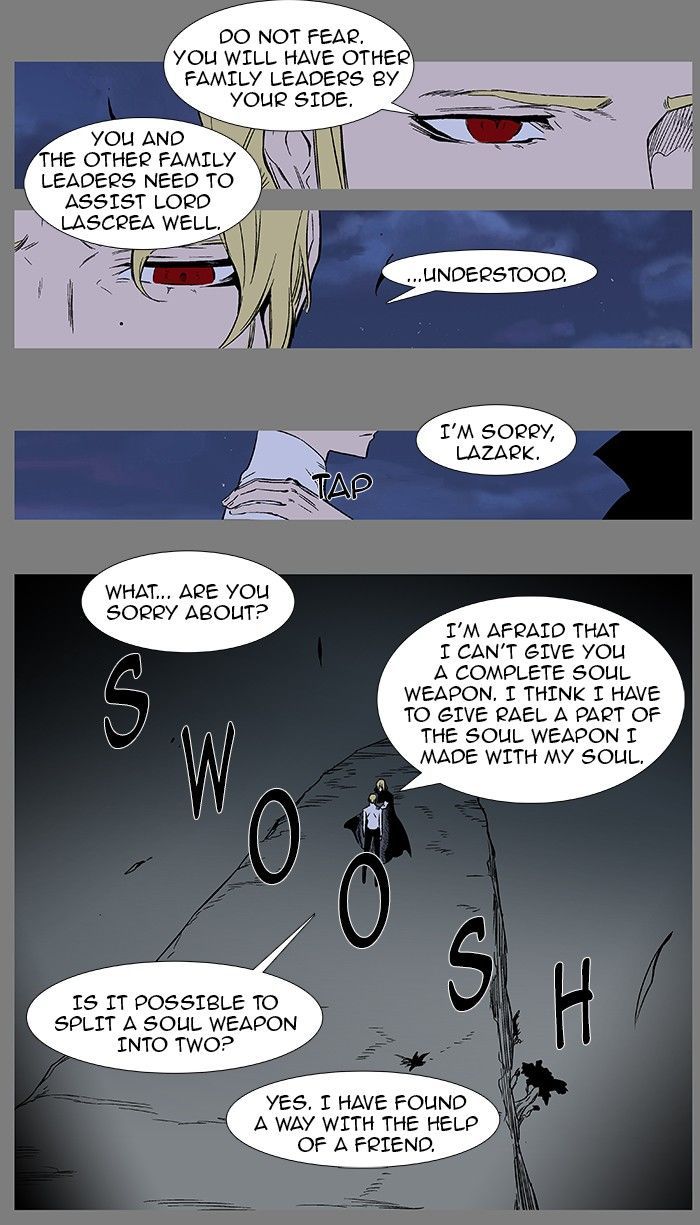 DO NOT FEAR.
YOU WILL HAVE OTHER
FAMILY LEADERS BY
YOUR SIDE.
YOU AND
THE OTHER FAMILY
LEADERS NEED TO
ASSIST LORD
LASCREA WELL.
...UNDERSTOOD.
I'M SORRY,
LAZARK.
TAP
WHAT... ARE YOU
SORRY ABOUT?
I'M AFRAID THAT
I CAN'T GIVE YOU
A COMPLETE SOUL
WEAPON. I THINK I HAVE
TO GIVE RAEL A PART OF
THE SOUL WEAPON I
MADE WITH MY SOUL.
SWOOSH
IS IT POSSIBLE TO
SPLIT A SOUL WEAPON
INTO TWO?
YES. I HAVE FOUND
A WAY WITH THE HELP
OF A FRIEND.